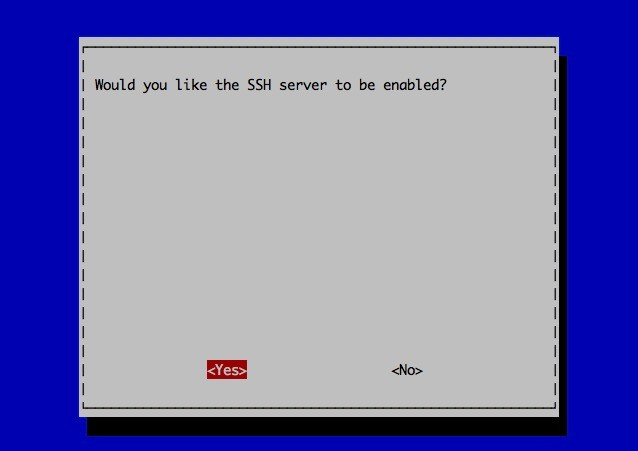 Would you like the SSH server to be enabled?
<Yes> <No>